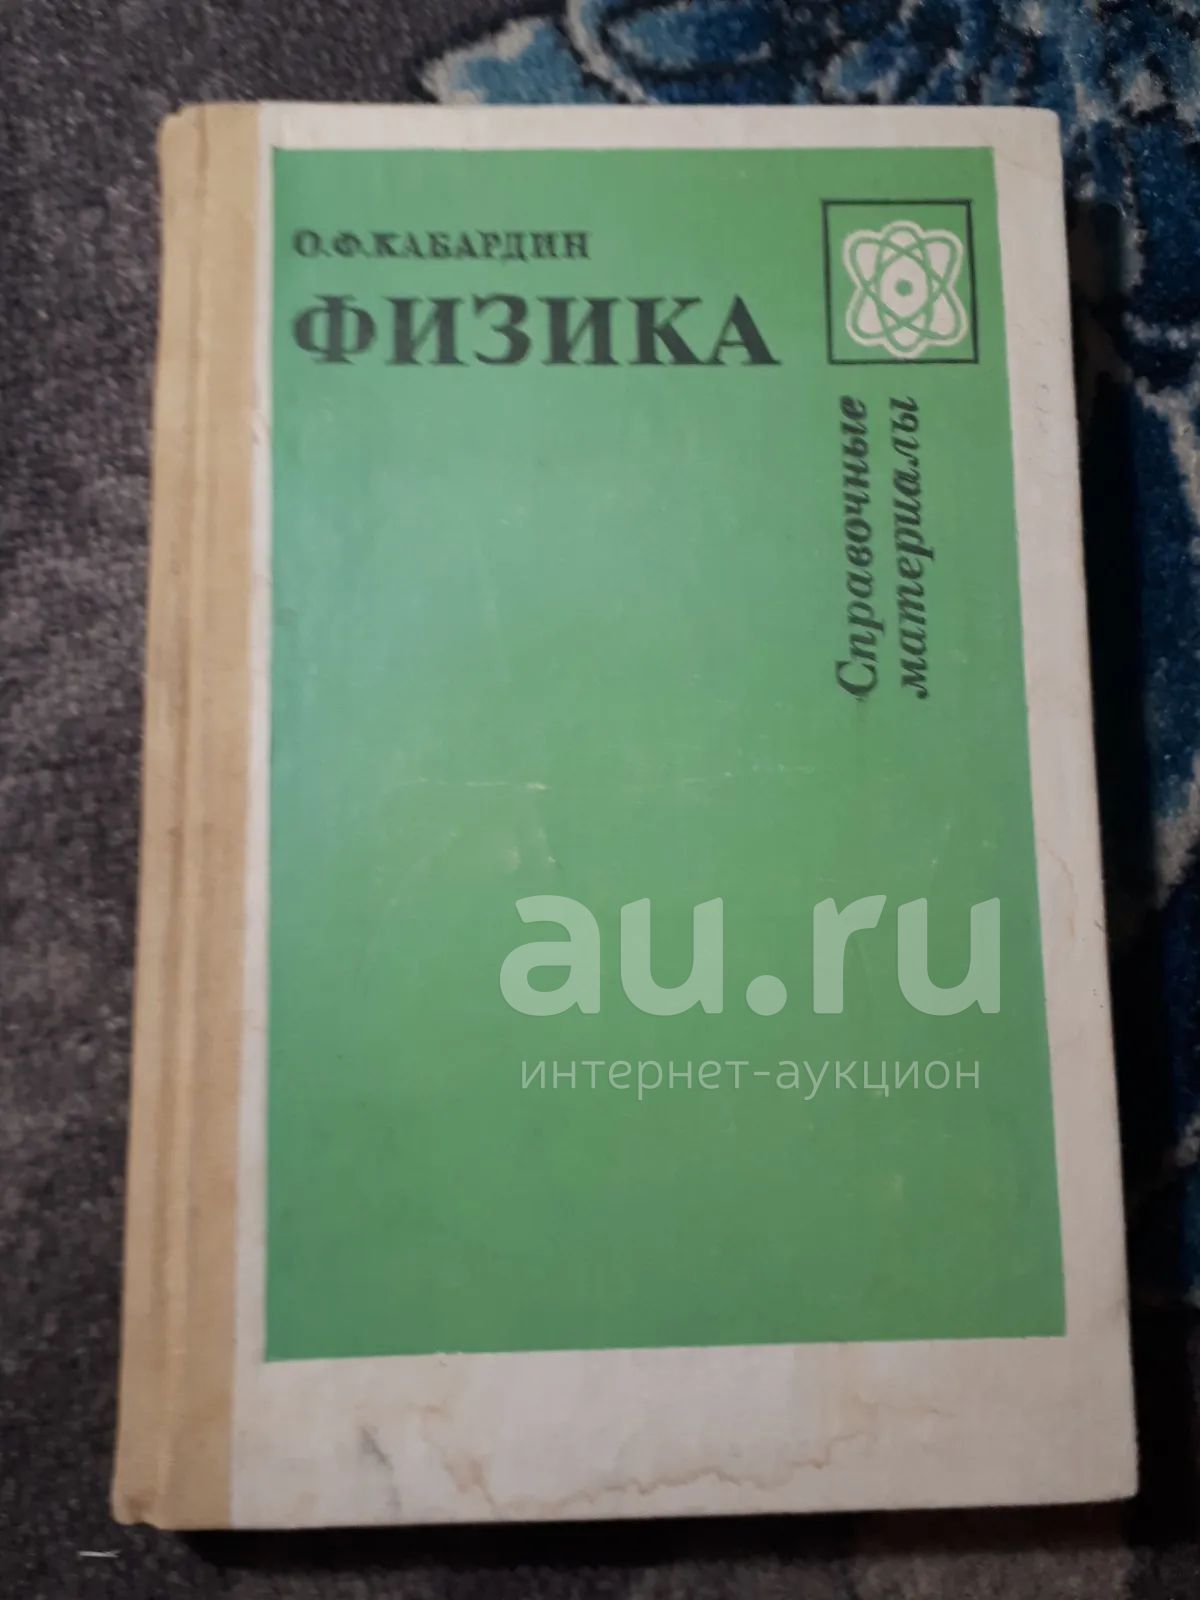 О.Ф.КАБАРДИН
ФИЗИКА
Справочные
материалы
au.ru
интернет-аукцион